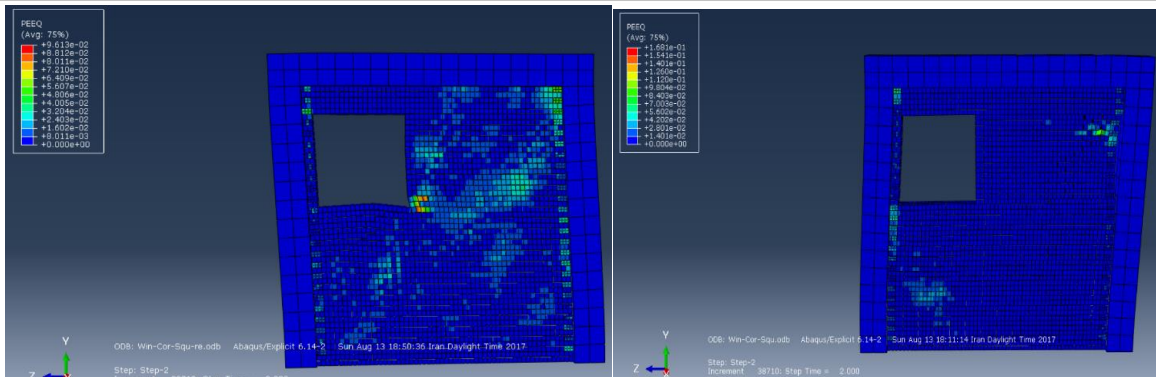 PEEQ
(Avg: 75%)
+9.613e-02
+8.812e-02
+8.011e-02
+7.210e-02
+6.409e-02
+5.607e-02
+4.806e-02
+4.005e-02
+3.204e-02
+2.403e-02
+1.602e-02
+8.011e-03
+0.000e+00
Y
Z
X
ODB: Win-Cor-Squ-re.odb Abaqus/Explicit 6.14-2 Sun Aug 13 18:50:36 Iran Daylight Time 2017
Step: Step-2
PEEQ
(Avg: 75%)
+1.681e-01
+1.541e-01
+1.401e-01
+1.260e-01
+1.120e-01
+9.804e-02
+8.403e-02
+7.003e-02
+5.602e-02
+4.202e-02
+2.801e-02
+1.401e-02
+0.000e+00
Y
Z
X
ODB: Win-Cor-Squ.odb Abaqus/Explicit 6.14-2 Sun Aug 13 18:11:14 Iran Daylight Time 2017
Step: Step-2
Increment 38710: Step Time = 2.000